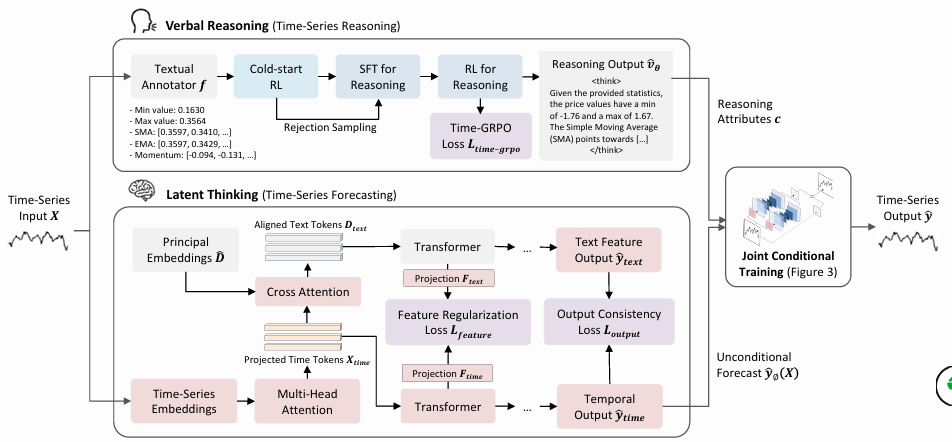 Verbal Reasoning (Time-Series Reasoning)
Textual
Annotator f
Cold-start
RL
SFT for
Reasoning
RL for
Reasoning
Reasoning Output v̂θ
<think>
Given the provided statistics,
the price values have a min
of -1.76 and a max of 1.67.
The Simple Moving Average
(SMA) points towards [...]
</think>
- Min value: 0.1630
- Max value: 0.3564
- SMA: [0.3597, 0.3410, ...]
- EMA: [0.3597, 0.3429, ...]
- Momentum: [-0.094, -0.131, ...]
Rejection Sampling
Time-GRPO
Loss L_time-grpo
Reasoning
Attributes c
Time-Series
Input X
Latent Thinking (Time-Series Forecasting)
Aligned Text Tokens D_text
Principal
Embeddings D̂
Cross Attention
Projected Time Tokens X_time
Time-Series
Embeddings
Multi-Head
Attention
Transformer
...
Text Feature
Output ŷ_text
Projection F_text
Feature Regularization
Loss L_feature
Output Consistency
Loss L_output
Projection F_time
Transformer
...
Temporal
Output ŷ_time
Unconditional
Forecast ŷ∅(X)
Joint Conditional
Training (Figure 3)
Time-Series
Output ŷ